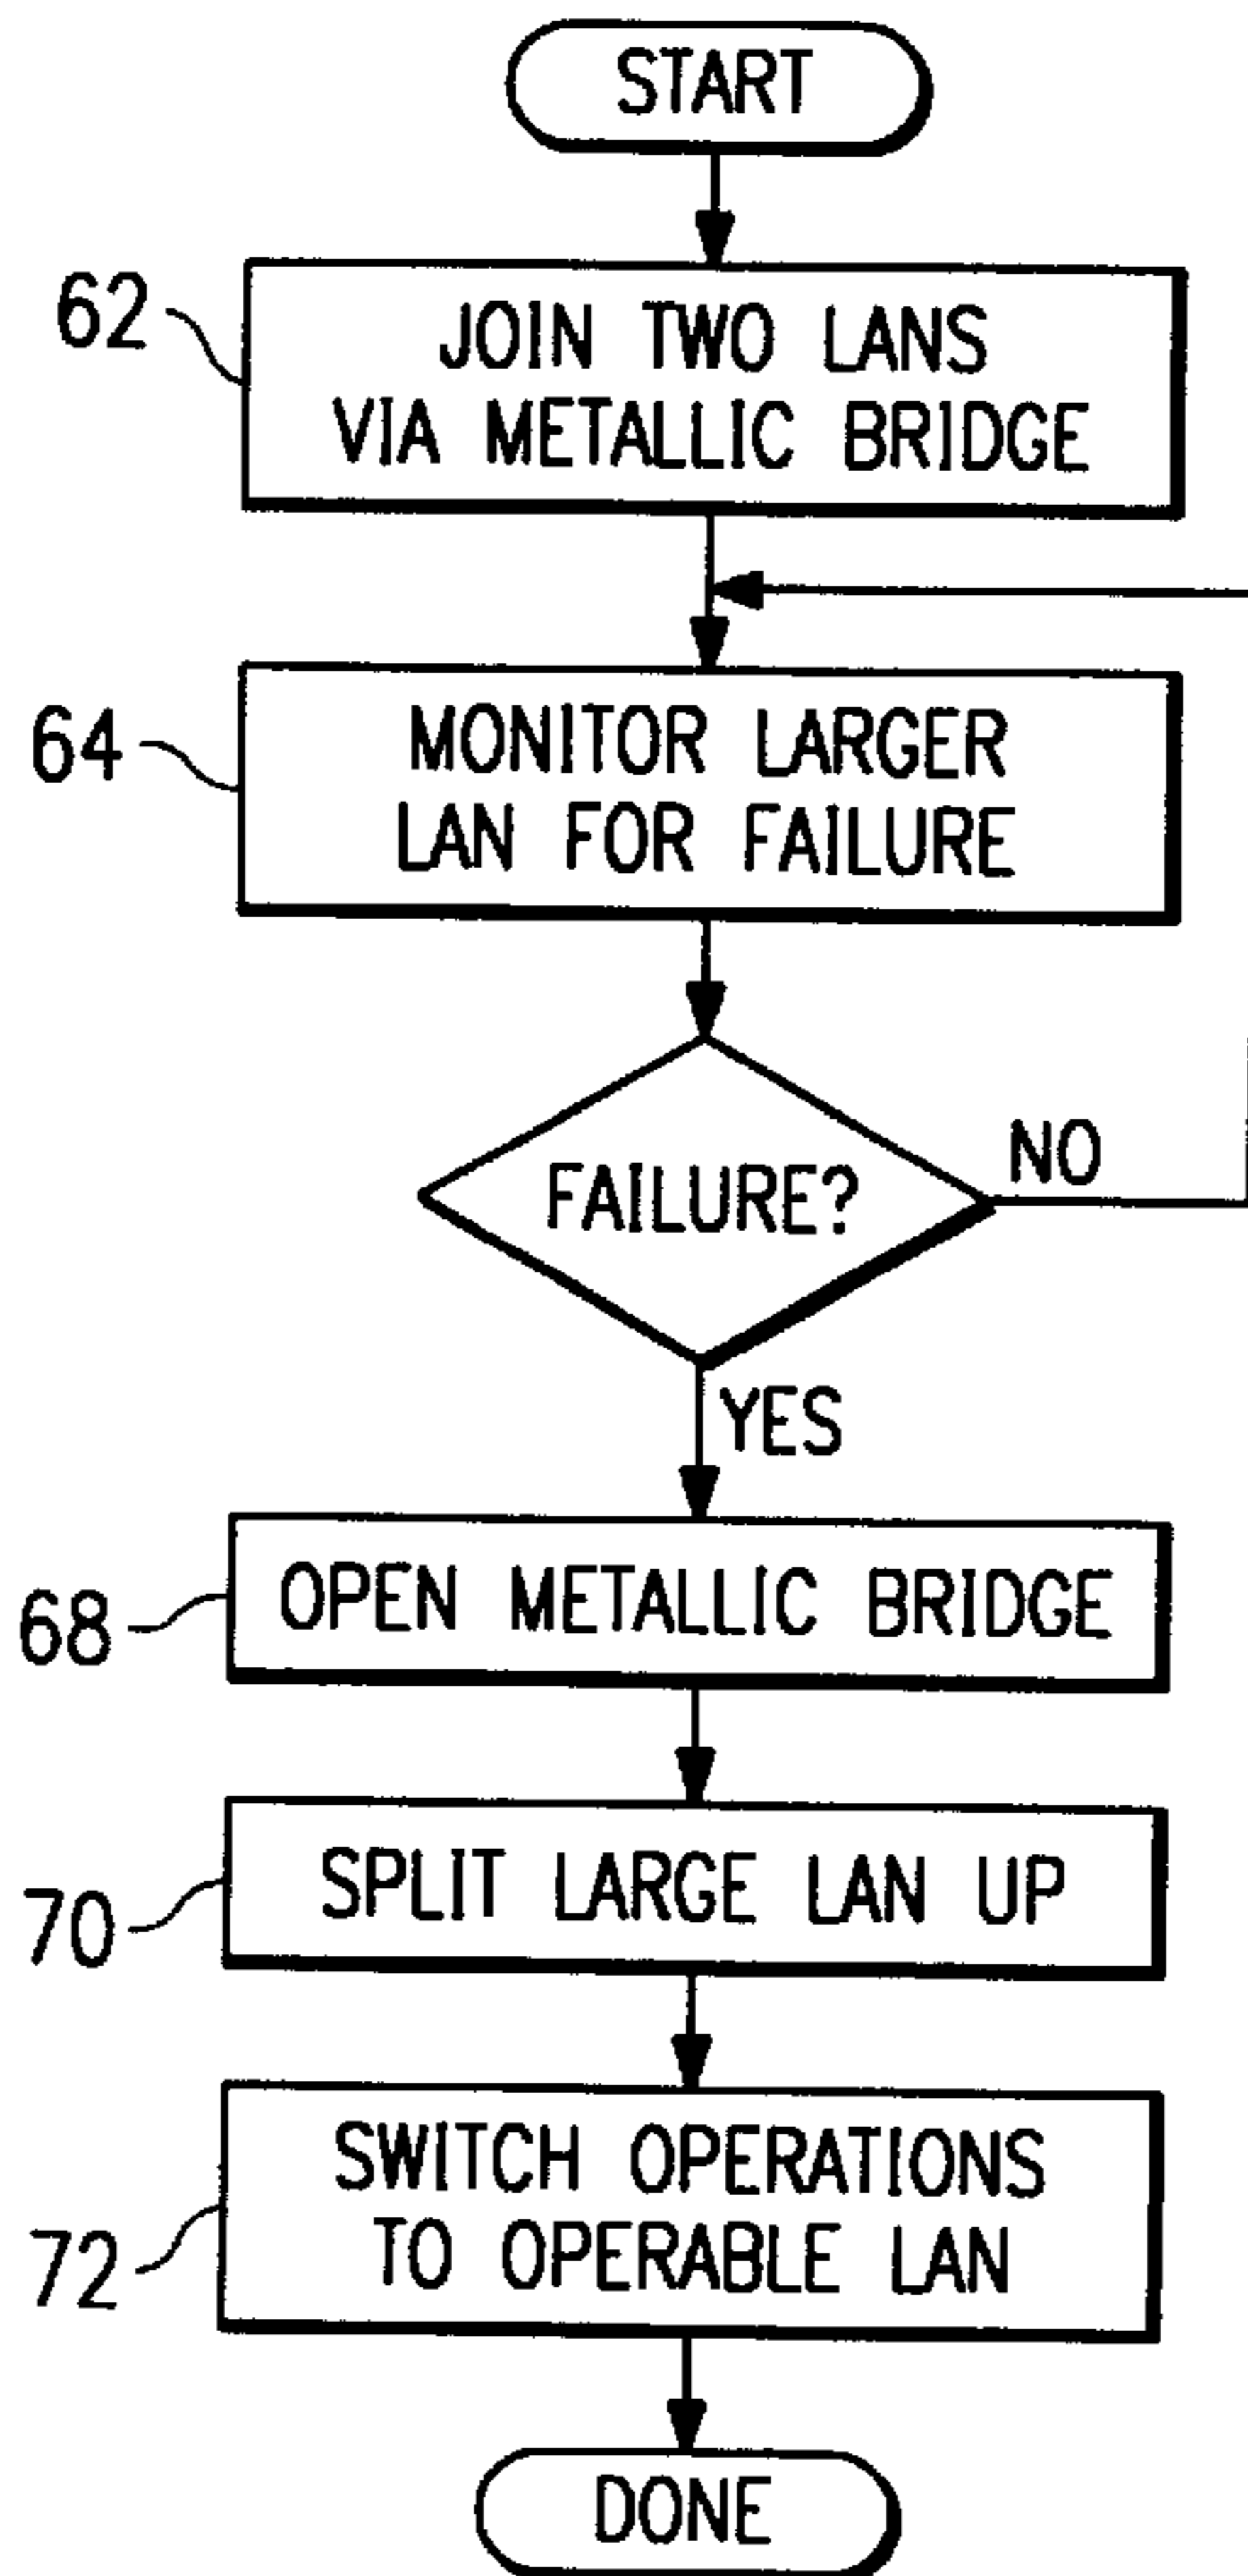 START
62
JOIN TWO LANS
VIA METALLIC BRIDGE
64
MONITOR LARGER
LAN FOR FAILURE
FAILURE?
NO
YES
68
OPEN METALLIC BRIDGE
70
SPLIT LARGE LAN UP
72
SWITCH OPERATIONS
TO OPERABLE LAN
DONE